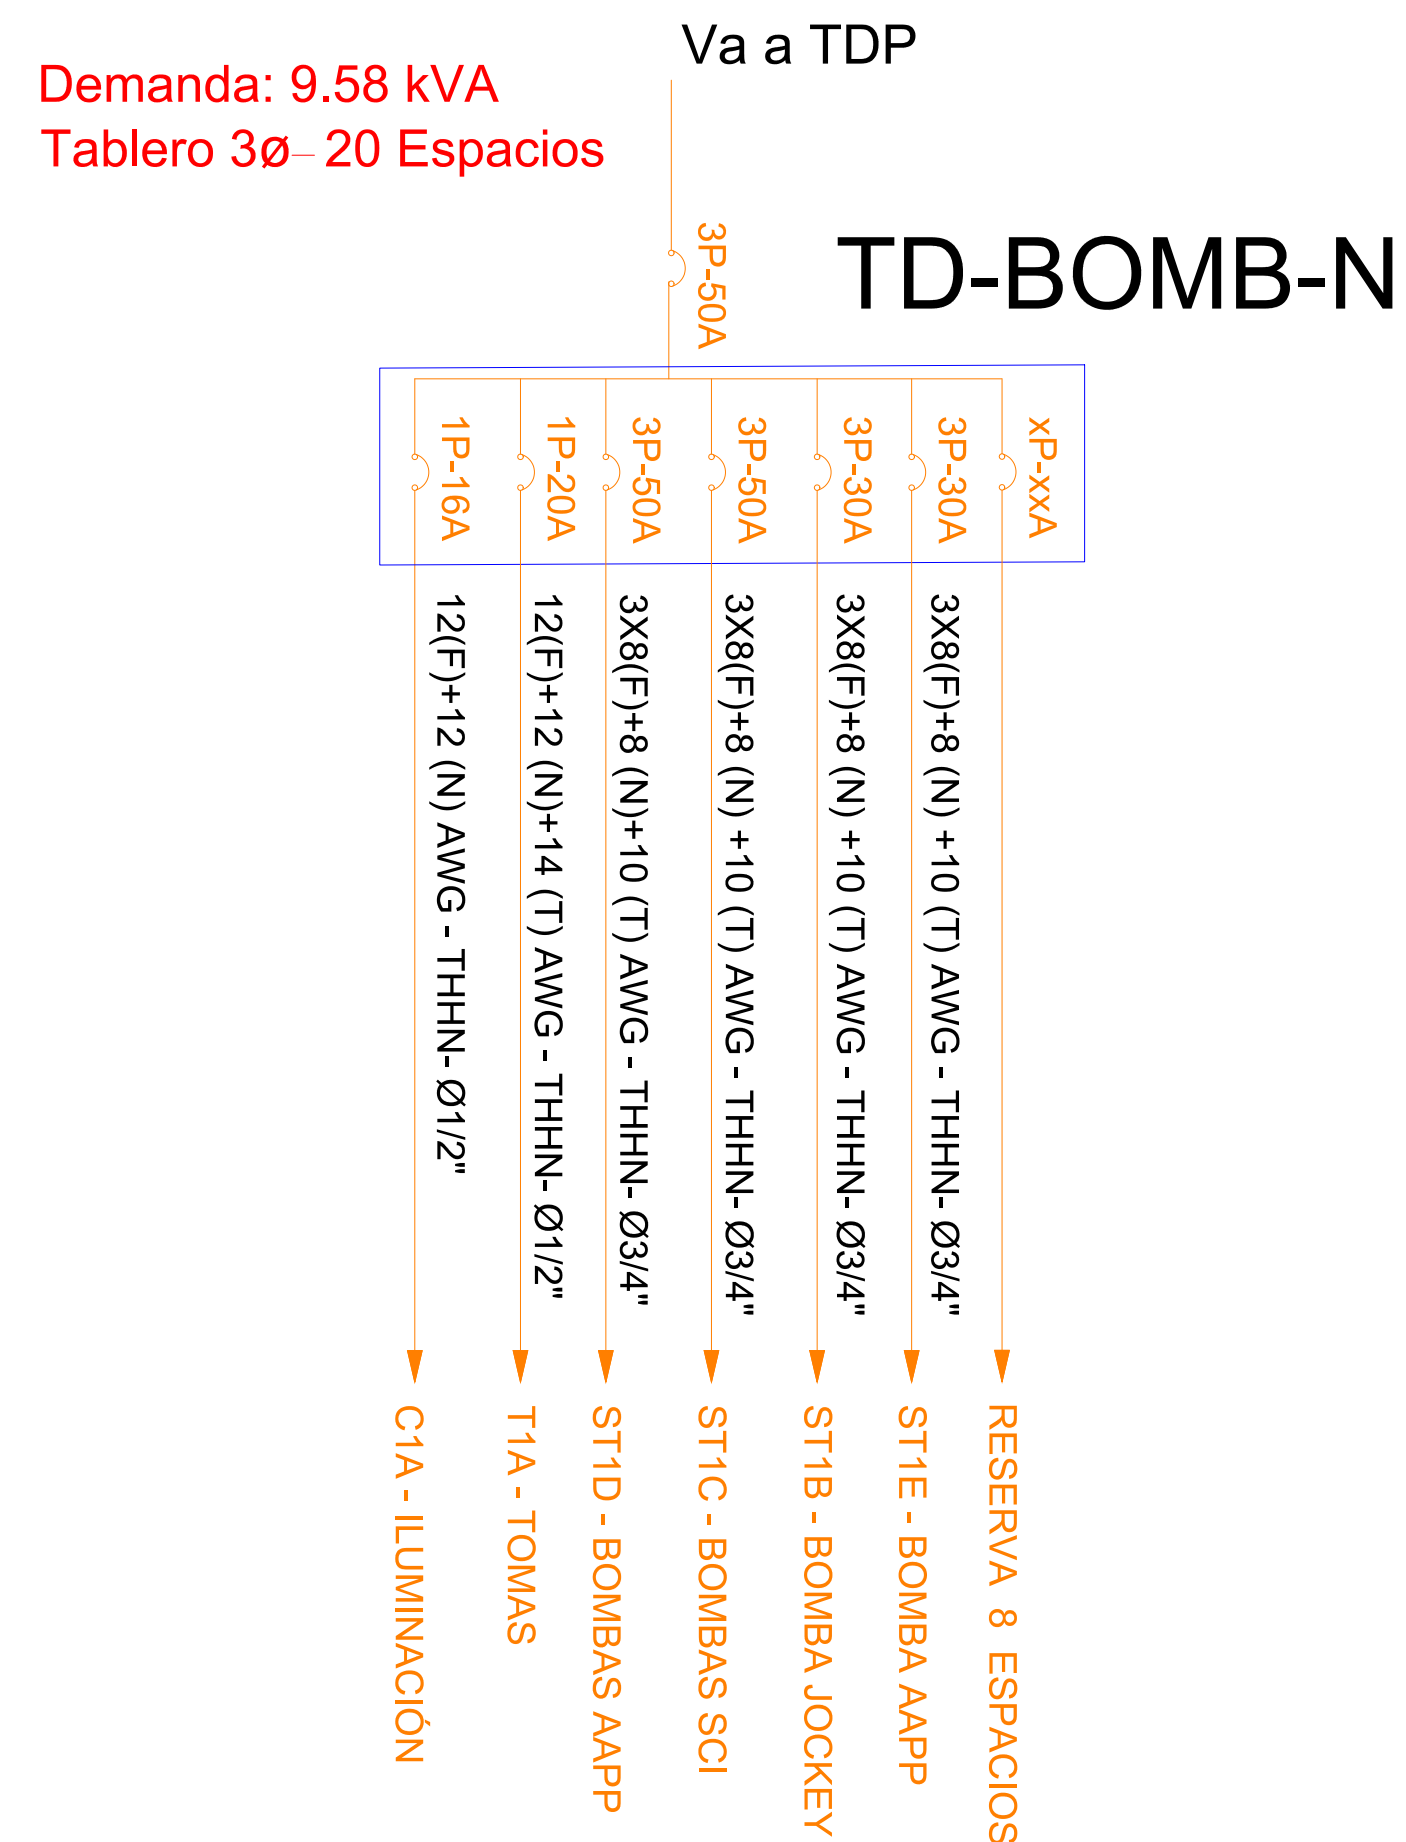 Va a TDP
Demanda: 9.58 kVA
Tablero 3ø– 20 Espacios
3P-50A
TD-BOMB-N
1P-16A
1P-20A
3P-50A
3P-50A
3P-30A
3P-30A
xP-xxA
12(F)+12 (N) AWG - THHN- Ø1/2"
12(F)+12 (N)+14 (T) AWG - THHN- Ø1/2"
3X8(F)+8 (N)+10 (T) AWG - THHN- Ø3/4"
3X8(F)+8 (N) +10 (T) AWG - THHN- Ø3/4"
3X8(F)+8 (N) +10 (T) AWG - THHN- Ø3/4"
3X8(F)+8 (N) +10 (T) AWG - THHN- Ø3/4"
C1A - ILUMINACIÓN
T1A - TOMAS
ST1D - BOMBAS AAPP
ST1C - BOMBAS SCI
ST1B - BOMBA JOCKEY
ST1E - BOMBA AAPP
RESERVA 8 ESPACIOS